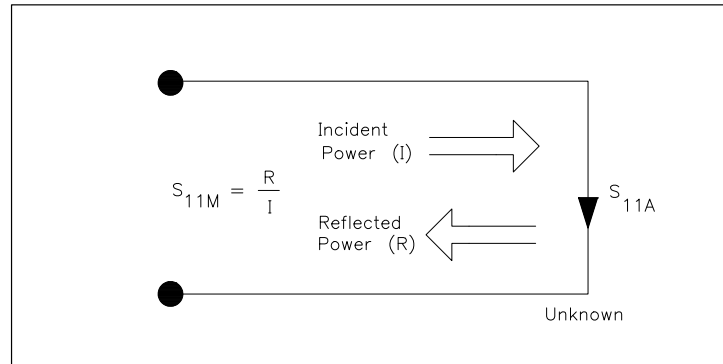 Incident
Power (I)
S11M = R
I
S11A
Reflected
Power (R)
Unknown